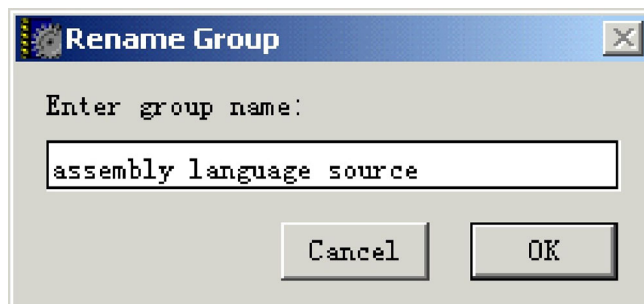 Rename Group
Enter group name:
assembly language source
Cancel OK